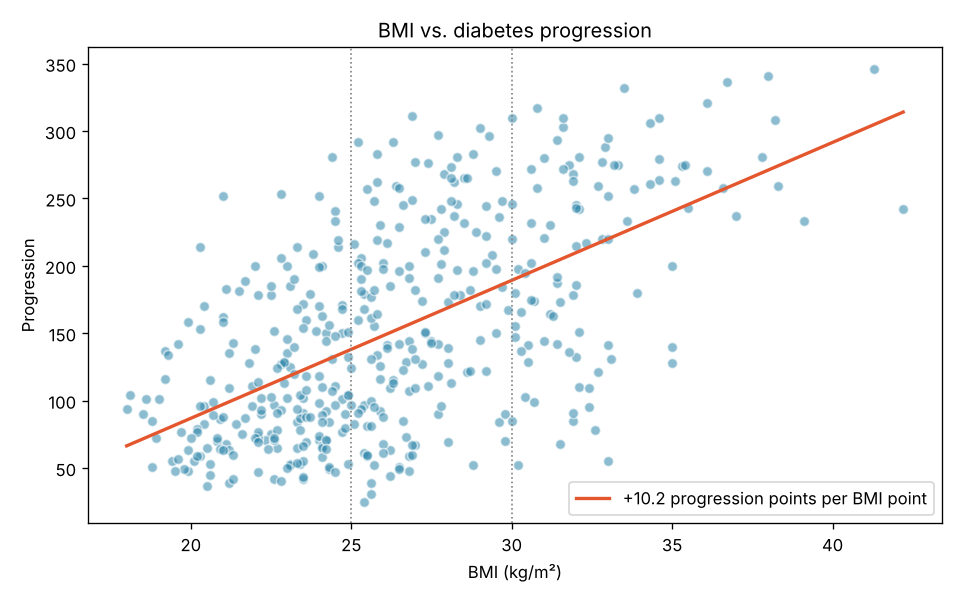 BMI vs. diabetes progression
350
300
250
200
150
100
50
Progression
20 25 30 35 40
BMI (kg/m²)
+10.2 progression points per BMI point